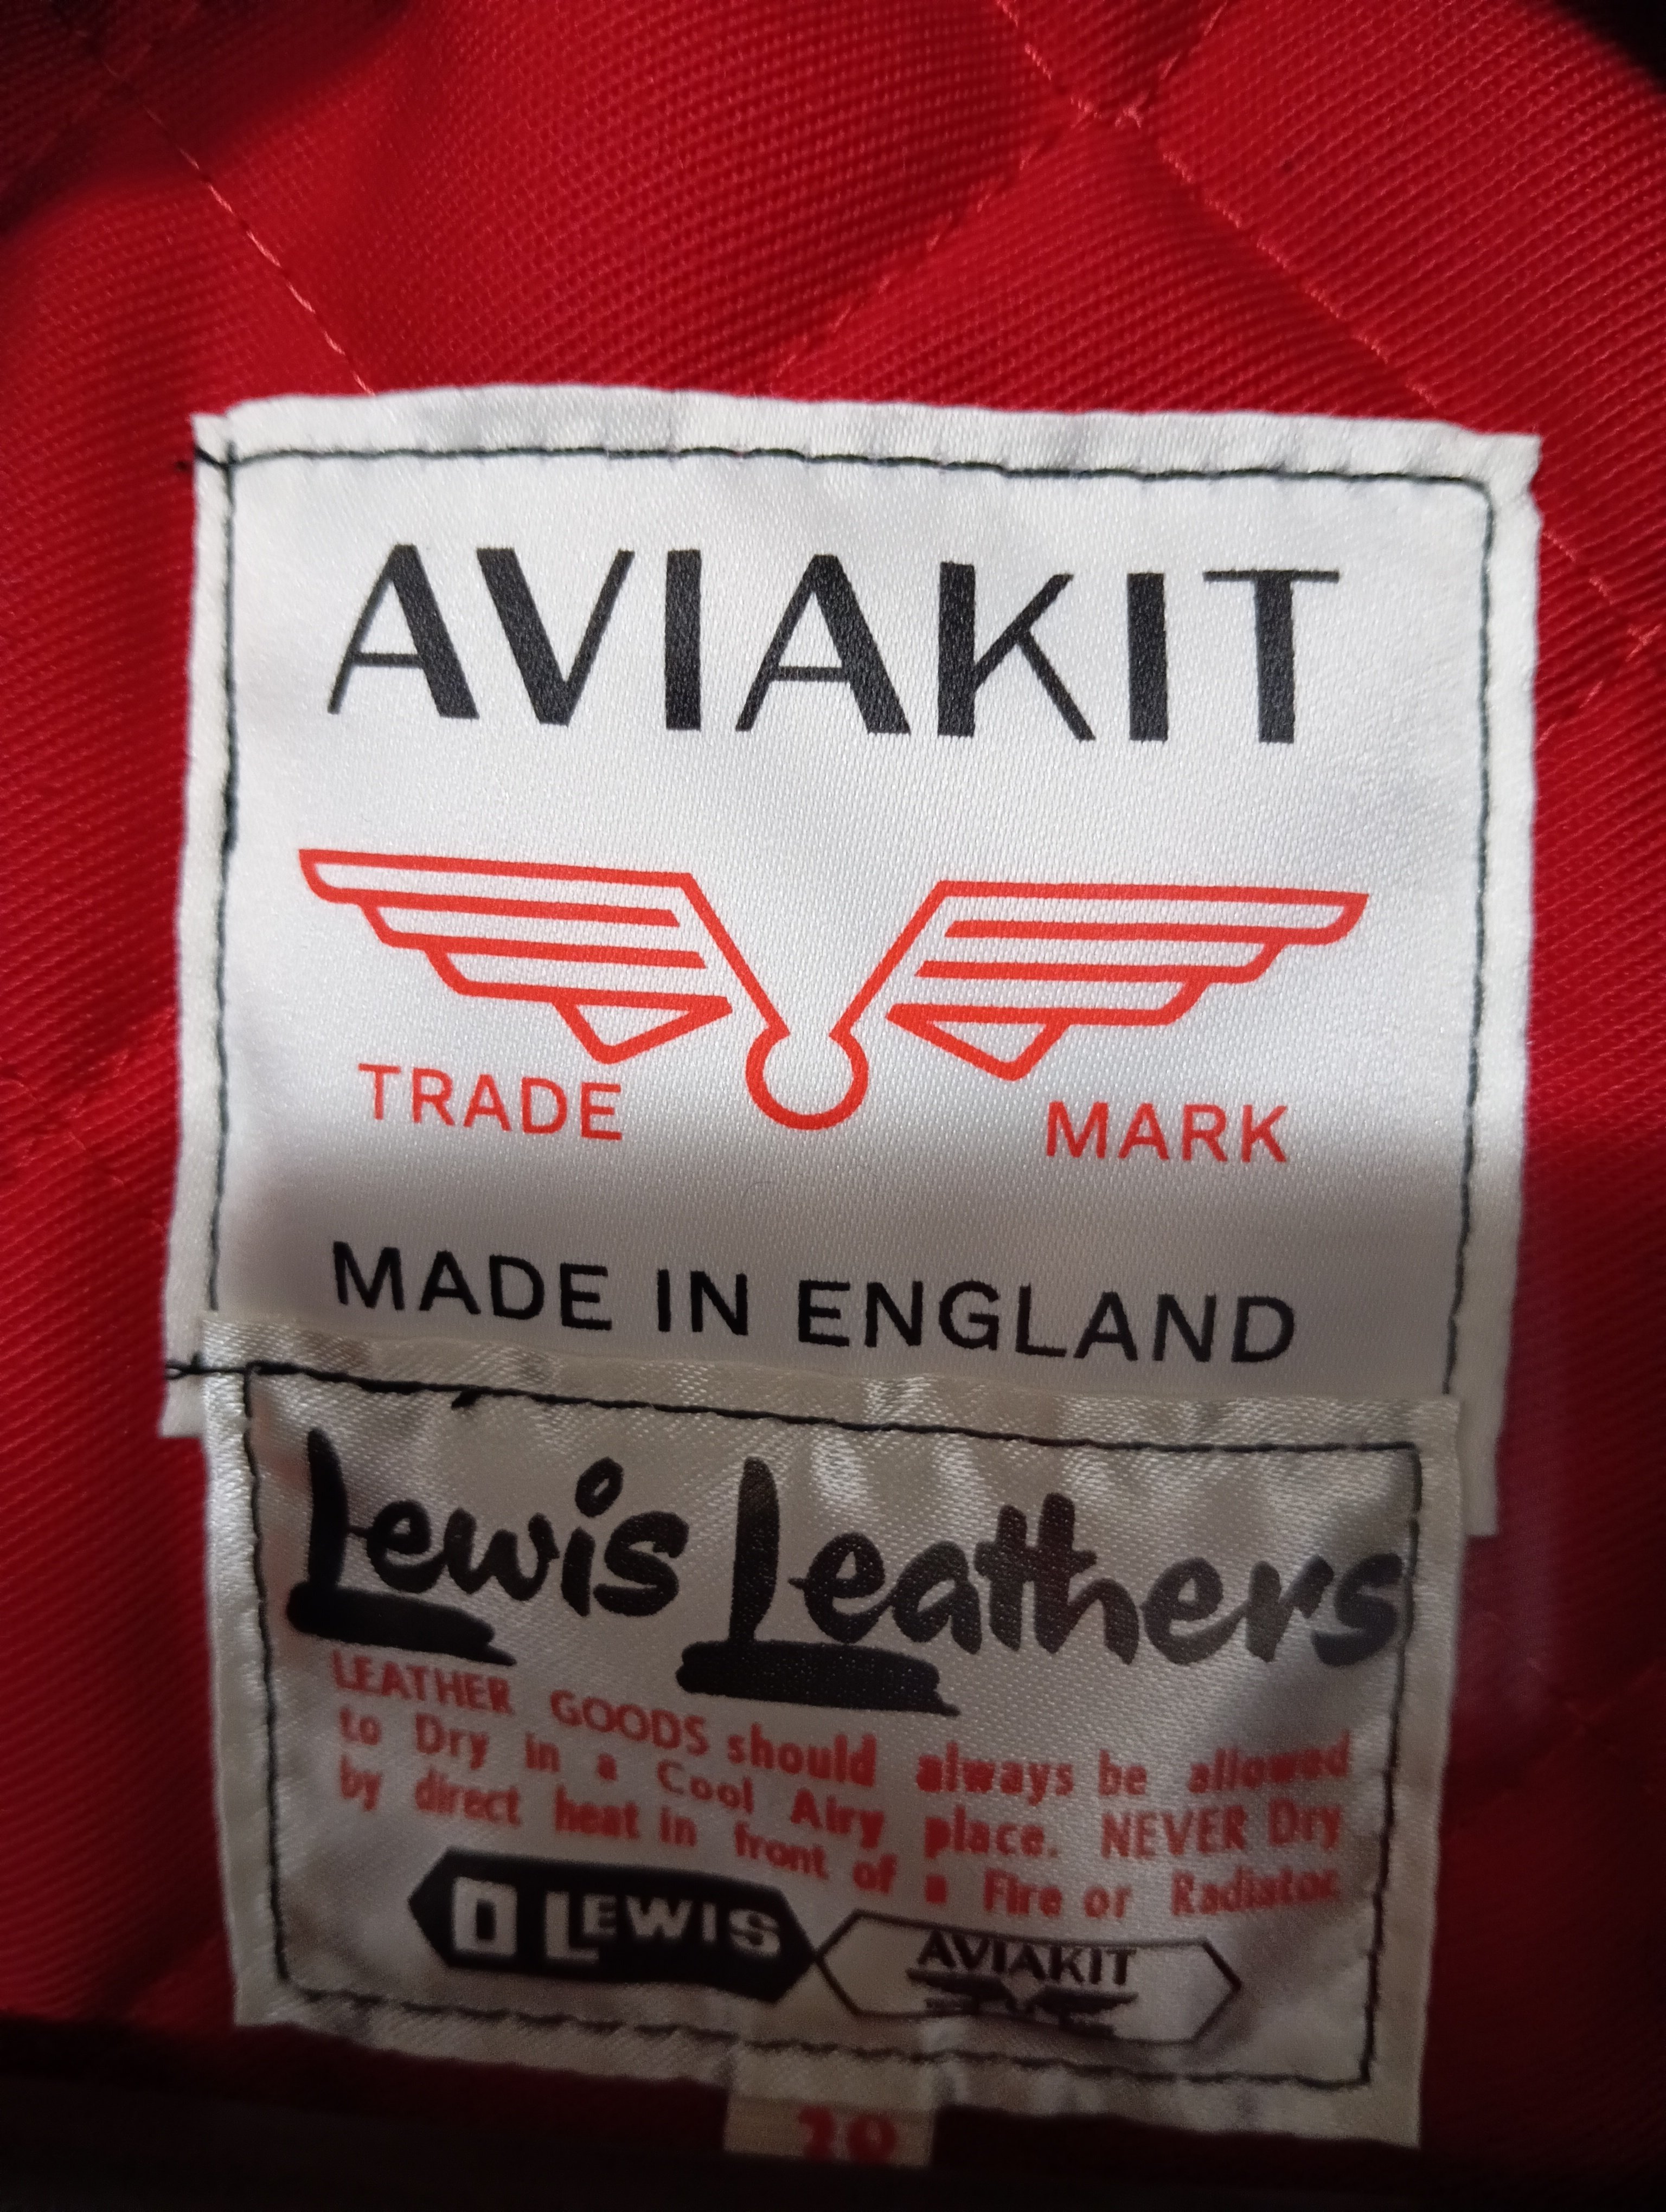 AVIAKIT
TRADE MARK
MADE IN ENGLAND
Lewis Leathers
LEATHER GOODS should always be allowed
to Dry in a Cool Airy place. NEVER Dry
by direct heat in front of a Fire or Radiator.
D LEWIS AVIAKIT